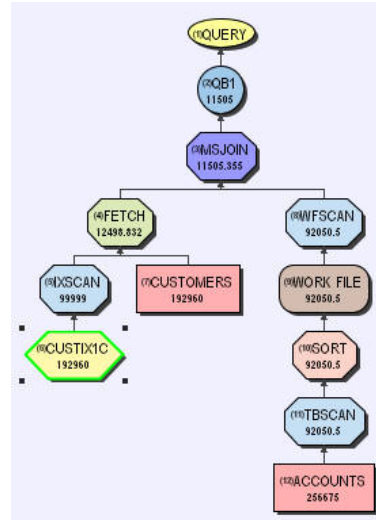 (1)QUERY
(2)QB1
11505
(3)MSJOIN
11505.355
(4)FETCH
12498.832
(8)WFSCAN
92050.5
(5)IXSCAN
99999
(7)CUSTOMERS
192960
(9)WORK FILE
92050.5
(6)CUSTIX1C
192960
(10)SORT
92050.5
(11)TBSCAN
92050.5
(12)ACCOUNTS
256675